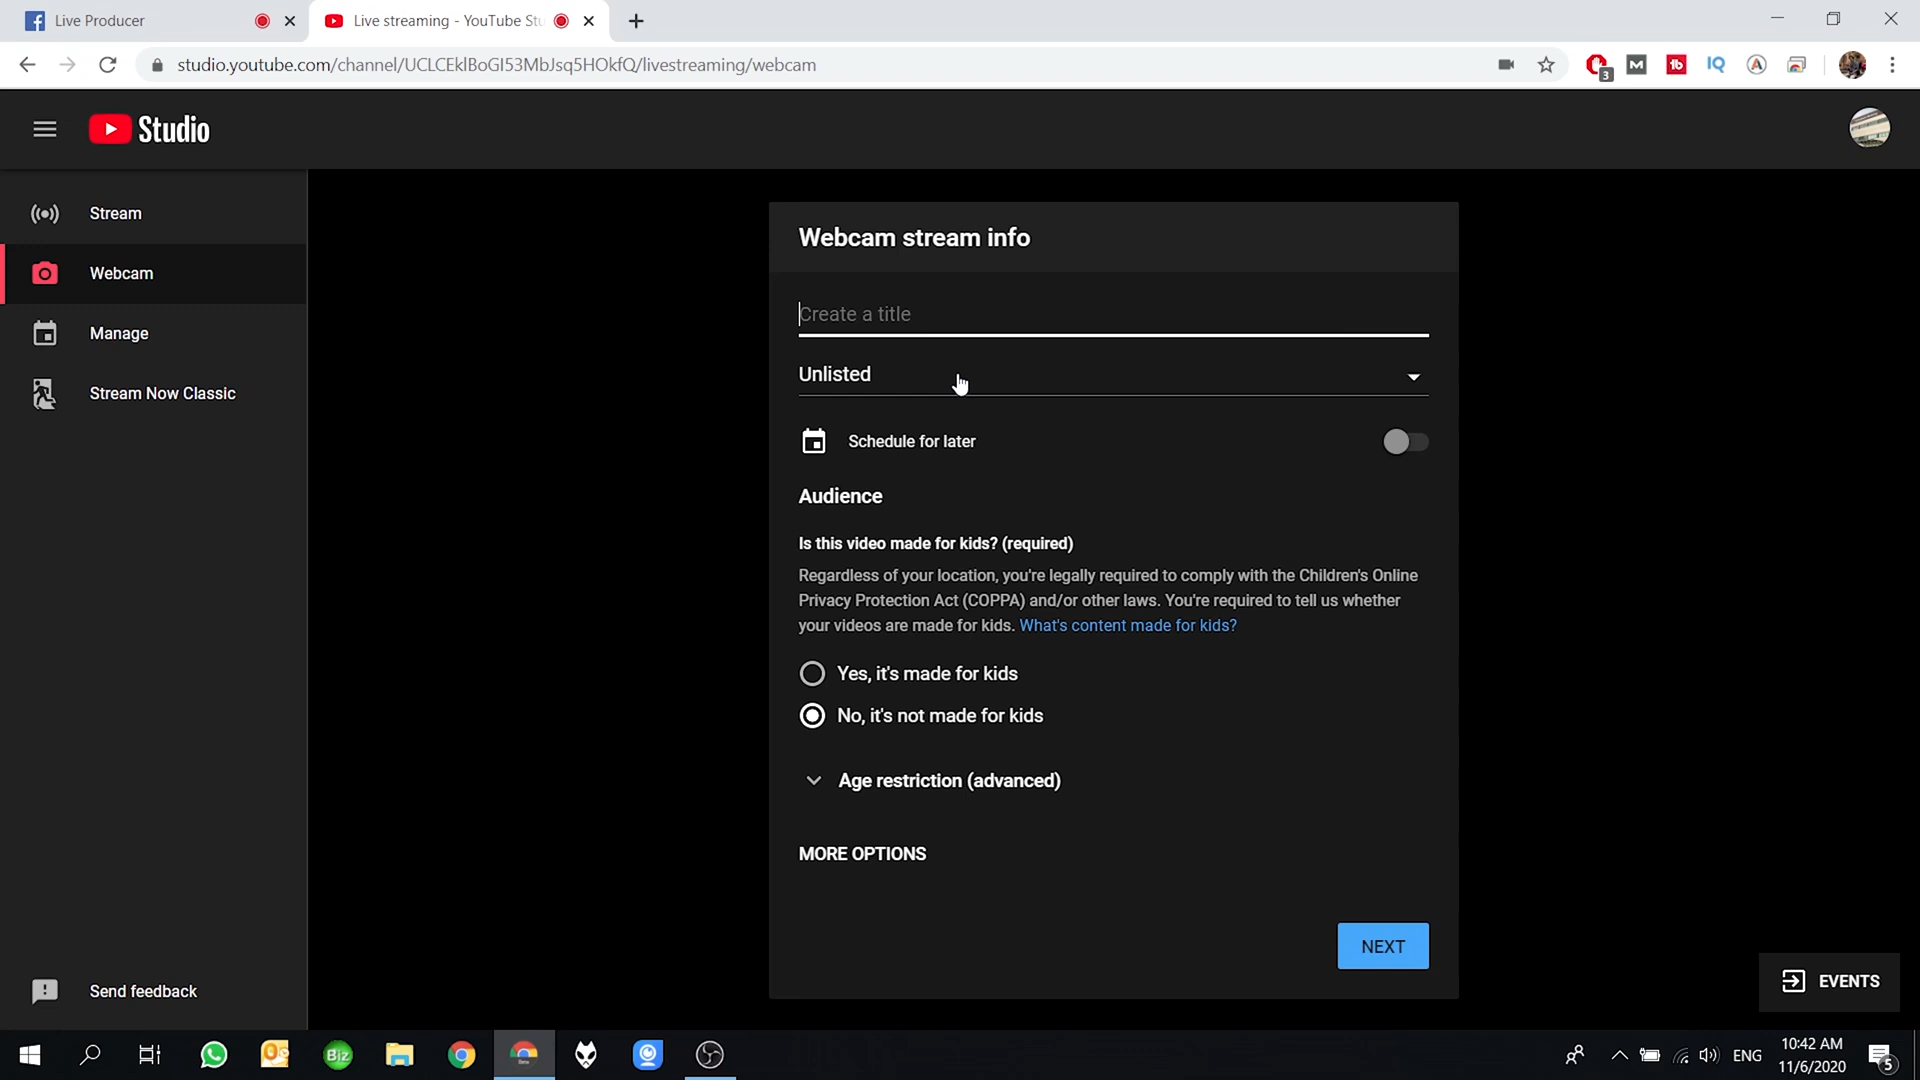 Live Producer
Live streaming - YouTube Stu
studio.youtube.com/channel/UCLCEklBoGI53MbJsq5HOkfQ/livestreaming/webcam
3
Studio
Stream
Webcam
Manage
Stream Now Classic
Send feedback
Webcam stream info
Create a title
Unlisted
Schedule for later
Audience
Is this video made for kids? (required)
Regardless of your location, you're legally required to comply with the Children's Online
Privacy Protection Act (COPPA) and/or other laws. You're required to tell us whether
your videos are made for kids. What's content made for kids?
Yes, it's made for kids
No, it's not made for kids
Age restriction (advanced)
MORE OPTIONS
NEXT
EVENTS
Biz
ENG
10:42 AM
11/6/2020
5